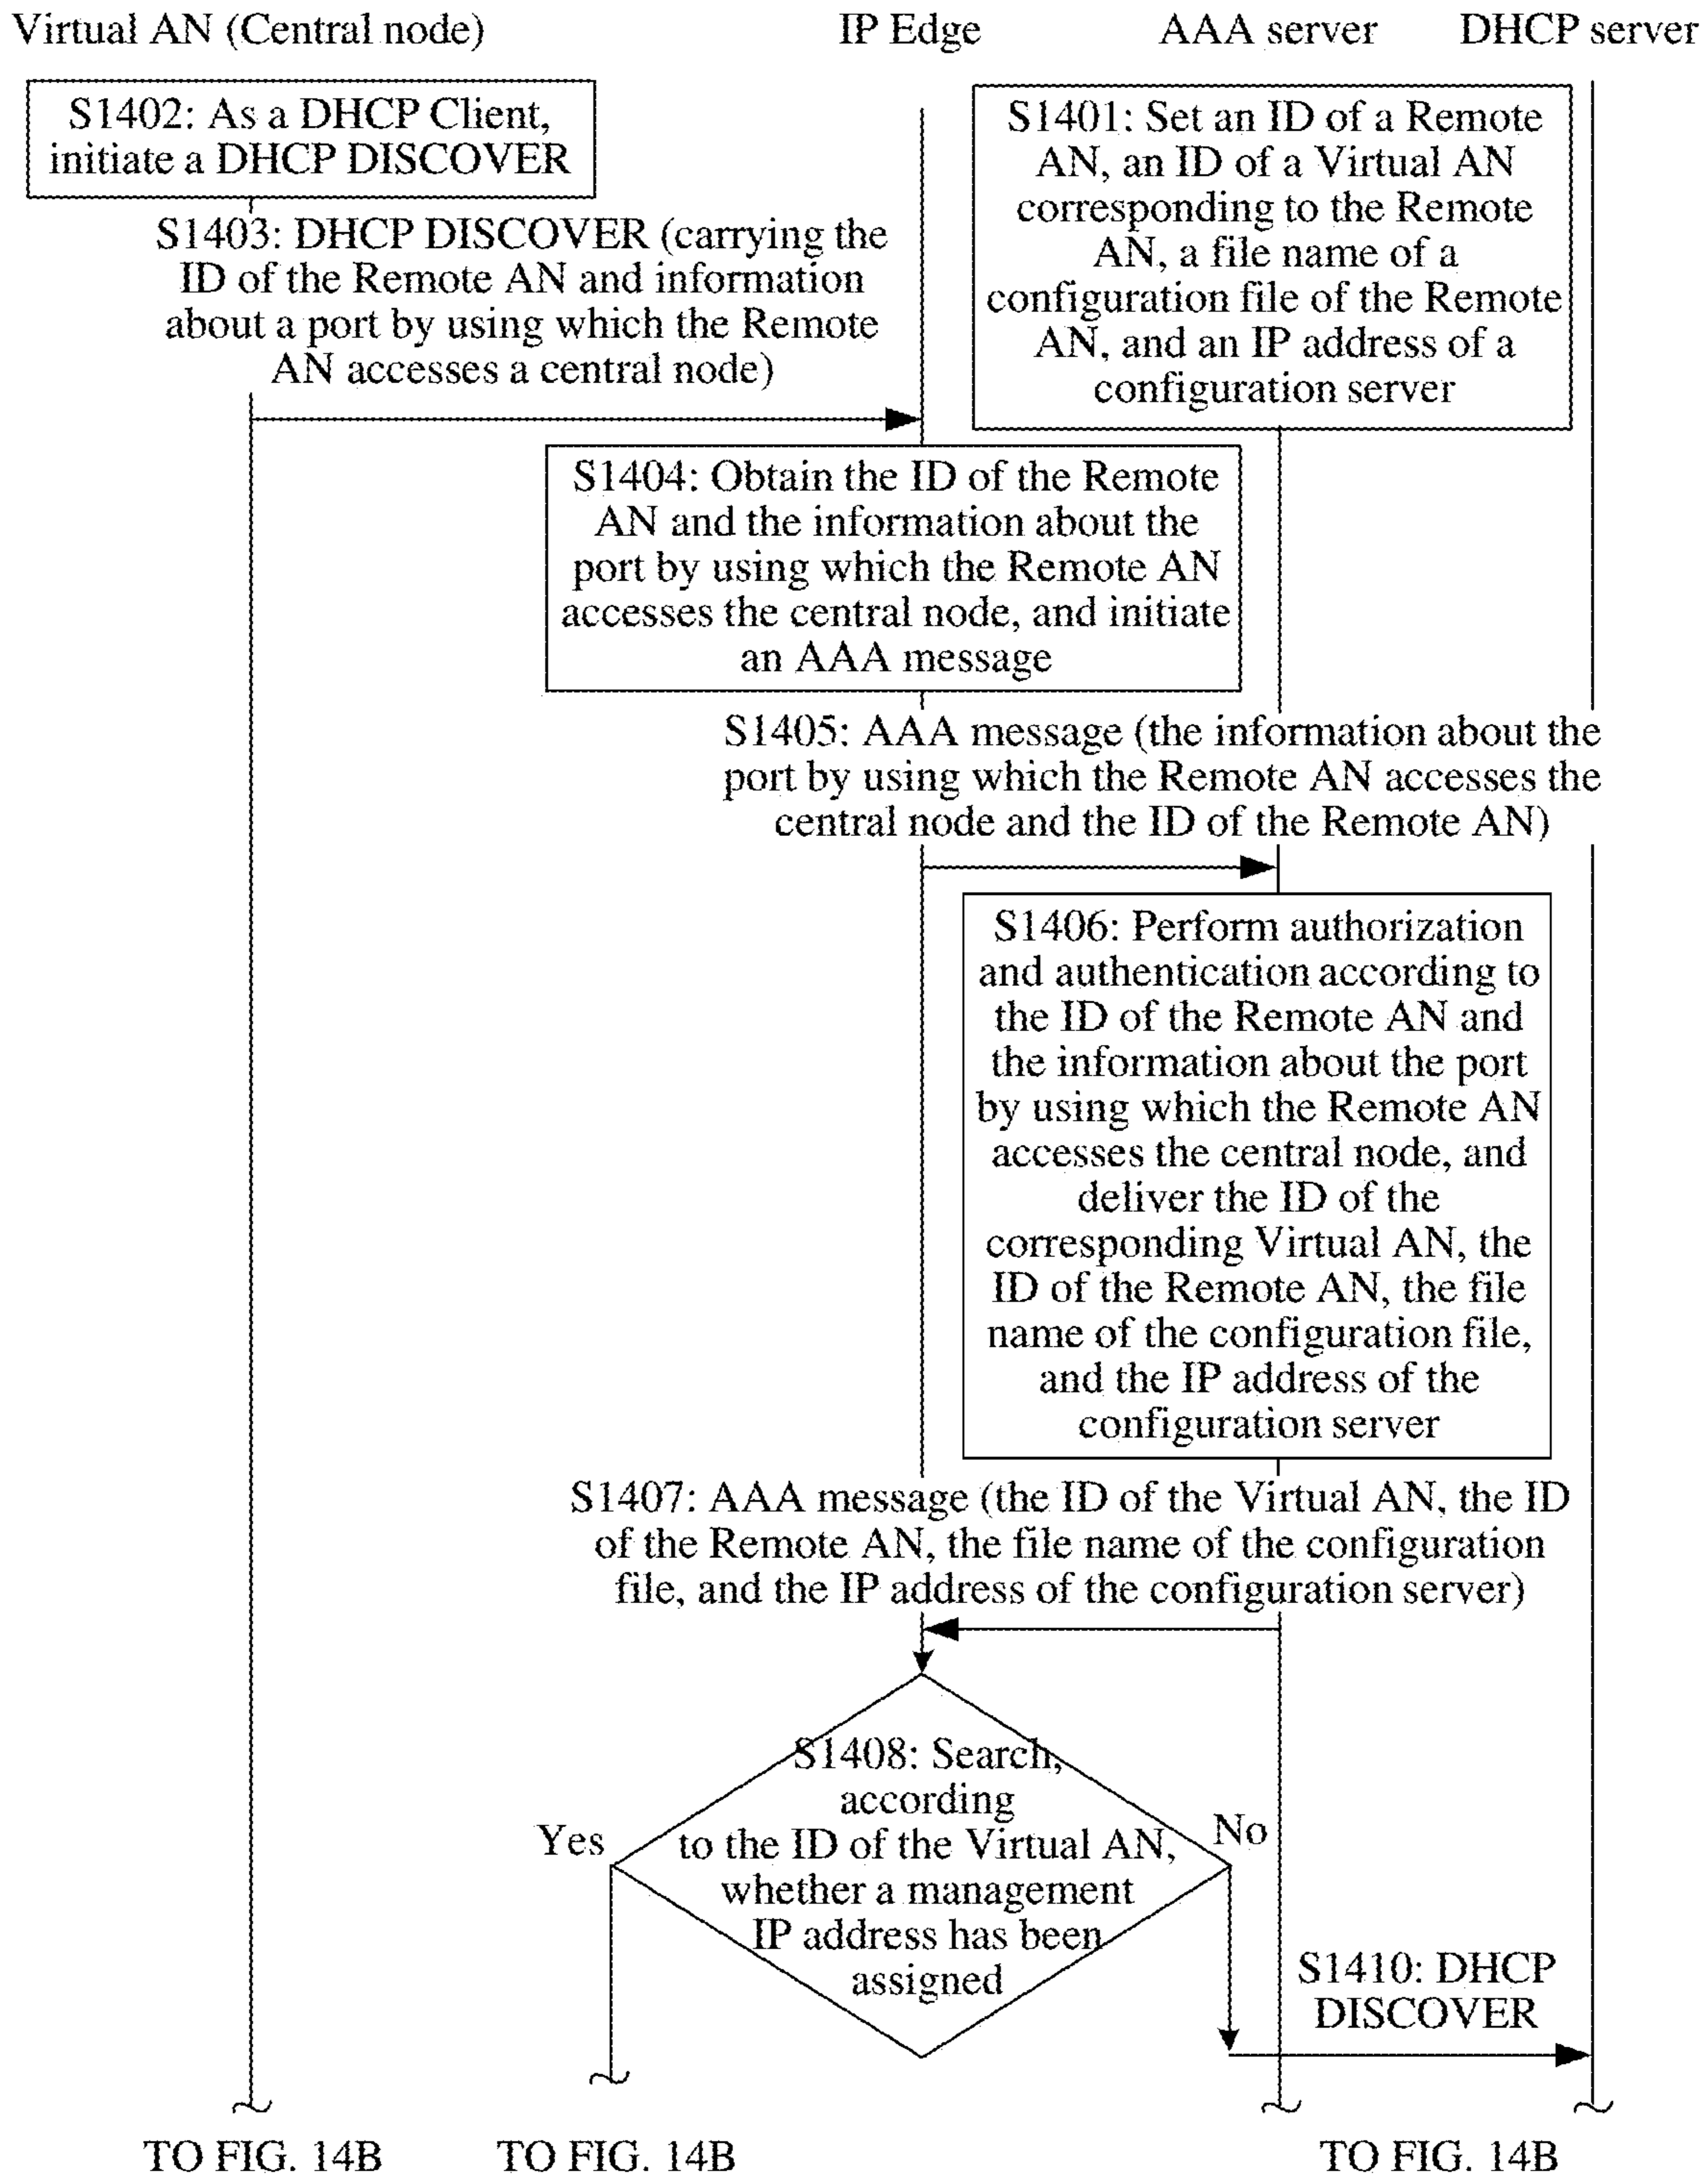 Virtual AN (Central node)
IP Edge
AAA server
DHCP server
S1402: As a DHCP Client,
initiate a DHCP DISCOVER
S1401: Set an ID of a Remote
AN, an ID of a Virtual AN
corresponding to the Remote
AN, a file name of a
configuration file of the Remote
AN, and an IP address of a
configuration server
S1403: DHCP DISCOVER (carrying the
ID of the Remote AN and information
about a port by using which the Remote
AN accesses a central node)
S1404: Obtain the ID of the Remote
AN and the information about the
port by using which the Remote AN
accesses the central node, and initiate
an AAA message
S1405: AAA message (the information about the
port by using which the Remote AN accesses the
central node and the ID of the Remote AN)
S1406: Perform authorization
and authentication according to
the ID of the Remote AN and
the information about the port
by using which the Remote AN
accesses the central node, and
deliver the ID of the
corresponding Virtual AN, the
ID of the Remote AN, the file
name of the configuration file,
and the IP address of the
configuration server
S1407: AAA message (the ID of the Virtual AN, the ID
of the Remote AN, the file name of the configuration
file, and the IP address of the configuration server)
S1408: Search,
according
to the ID of the Virtual AN,
whether a management
IP address has been
assigned
Yes
No
S1410: DHCP
DISCOVER
TO FIG. 14B
TO FIG. 14B
TO FIG. 14B